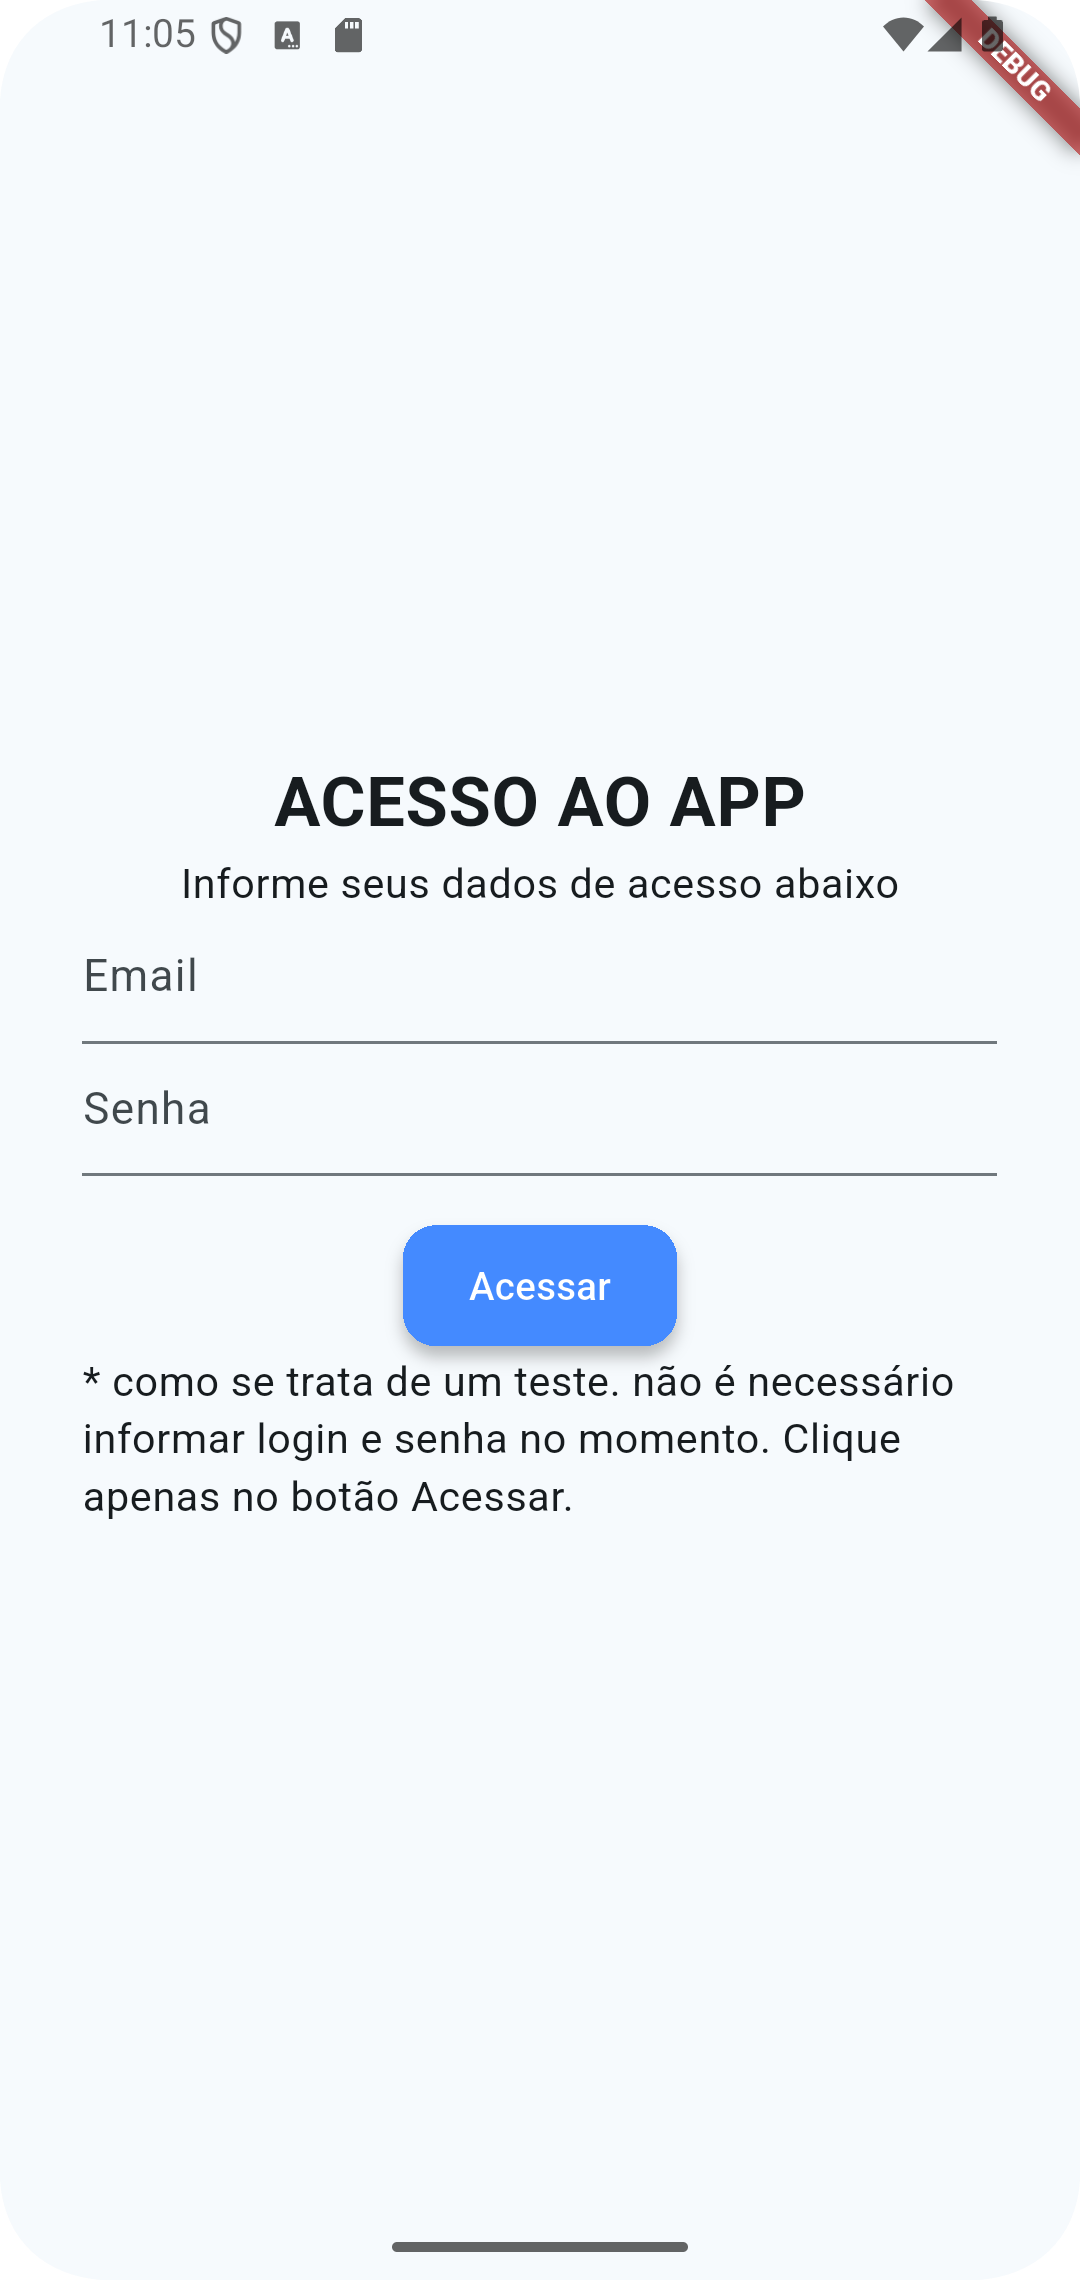 11:05
DEBUG
ACESSO AO APP
Informe seus dados de acesso abaixo
Email
Senha
Acessar
* como se trata de um teste. não é necessário
informar login e senha no momento. Clique
apenas no botão Acessar.